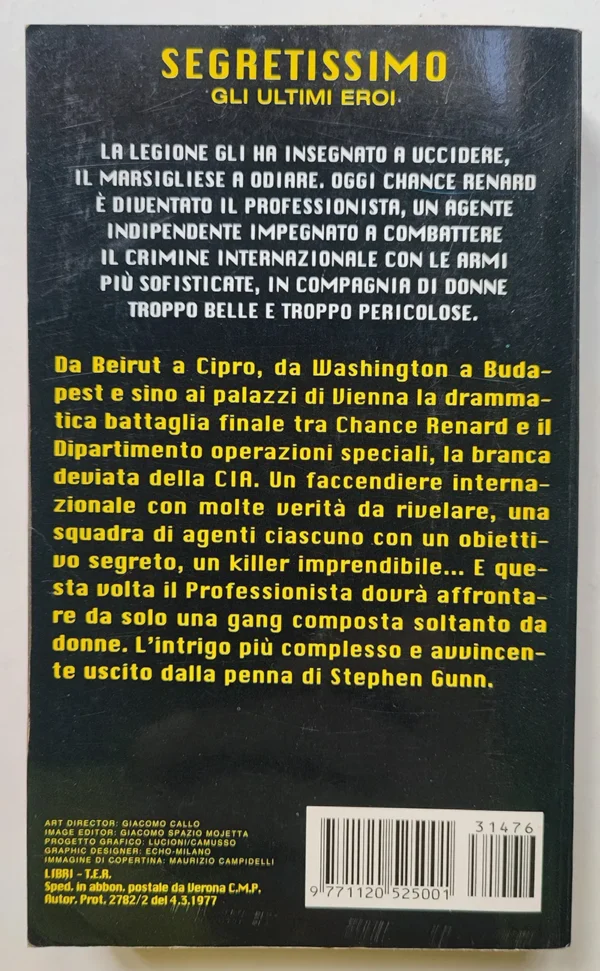 SEGRETISSIMO
GLI ULTIMI EROI
LA LEGIONE GLI HA INSEGNATO A UCCIDERE,
IL MARSIGLIESE A ODIARE. OGGI CHANCE RENARD
È DIVENTATO IL PROFESSIONISTA, UN AGENTE
INDIPENDENTE IMPEGNATO A COMBATTERE
IL CRIMINE INTERNAZIONALE CON LE ARMI
PIÙ SOFISTICATE, IN COMPAGNIA DI DONNE
TROPPO BELLE E TROPPO PERICOLOSE.
Da Beirut a Cipro, da Washington a Buda-
pest e sino ai palazzi di Vienna la dramma-
tica battaglia finale tra Chance Renard e il
Dipartimento operazioni speciali, la branca
deviata della CIA. Un faccendiere interna-
zionale con molte verità da rivelare, una
squadra di agenti ciascuno con un obietti-
vo segreto, un killer imprendibile... E que-
sta volta il Professionista dovrà affronta-
re da solo una gang composta soltanto da
donne. L'intrigo più complesso e avvincen-
te uscito dalla penna di Stephen Gunn.
ART DIRECTOR: GIACOMO CALLO
IMAGE EDITOR: GIACOMO SPAZIO MOJETTA
PROGETTO GRAFICO: LUCIONI/CAMUSSO
GRAPHIC DESIGNER: ECHO-MILANO
IMMAGINE DI COPERTINA: MAURIZIO CAMPIDELLI
LIBRI - T.E.R.
Sped. in abbon. postale da Verona C.M.P.
Autor. Prot. 2782/2 del 4.3.1977
31476
9 771120 525001